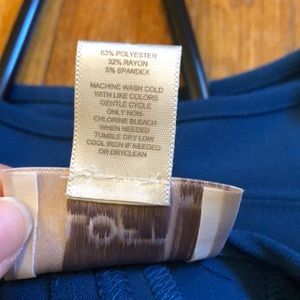 63% POLYESTER
32% RAYON
5% SPANDEX
MACHINE WASH COLD
WITH LIKE COLORS
GENTLE CYCLE
ONLY NON-
CHLORINE BLEACH
WHEN NEEDED
TUMBLE DRY LOW
COOL IRON IF NEEDED
OR DRYCLEAN